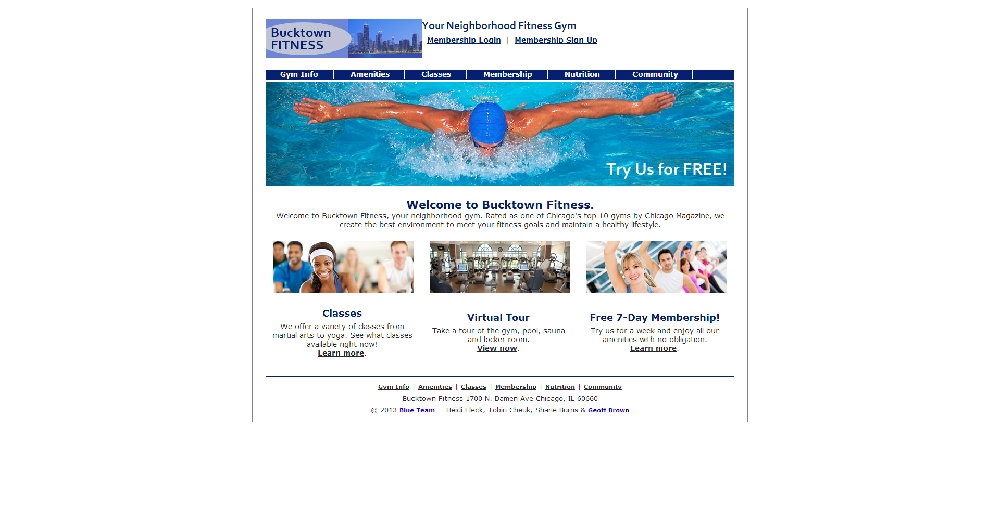 Bucktown
FITNESS
Your Neighborhood Fitness Gym
Membership Login | Membership Sign Up
Gym Info Amenities Classes Membership Nutrition Community
Try Us for FREE!
Welcome to Bucktown Fitness.
Welcome to Bucktown Fitness, your neighborhood gym. Rated as one of Chicago's top 10 gyms by Chicago Magazine, we
create the best environment to meet your fitness goals and maintain a healthy lifestyle.
Classes
We offer a variety of classes from
martial arts to yoga. See what classes
available right now!
Learn more.
Virtual Tour
Take a tour of the gym, pool, sauna
and locker room.
View now.
Free 7-Day Membership!
Try us for a week and enjoy all our
amenities with no obligation.
Learn more.
Gym Info | Amenities | Classes | Membership | Nutrition | Community
Bucktown Fitness 1700 N. Damen Ave Chicago, IL 60660
© 2013 Blue Team - Heidi Fleck, Tobin Cheuk, Shane Burns & Geoff Brown